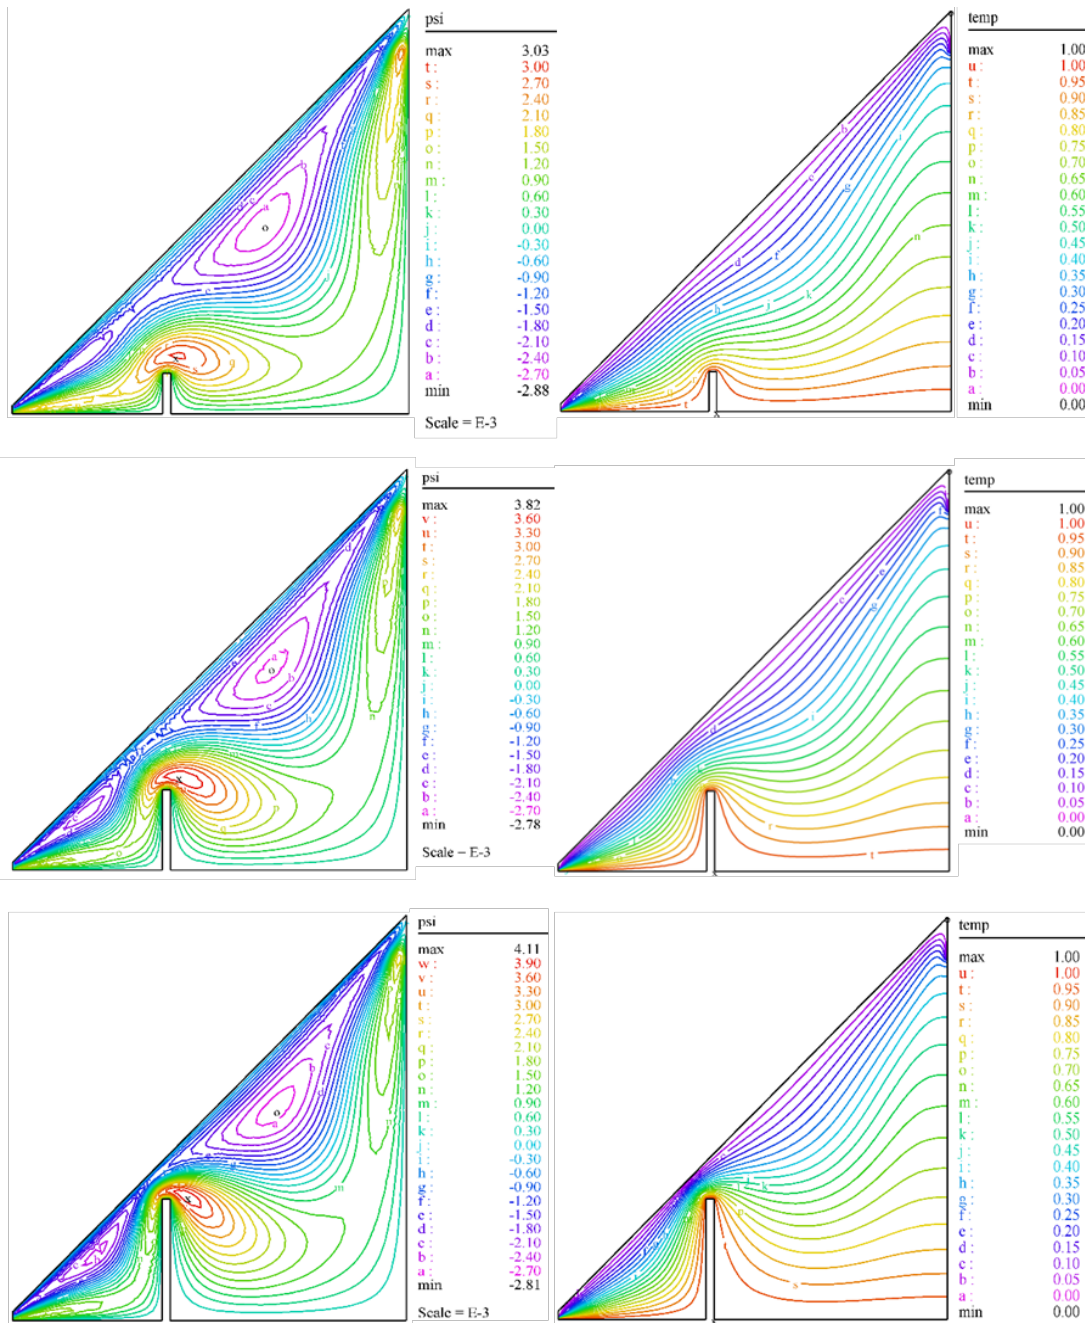 psi
max 3.03
t : 3.00
s : 2.70
r : 2.40
q : 2.10
p : 1.80
o : 1.50
n : 1.20
m : 0.90
l : 0.60
k : 0.30
j : 0.00
i : -0.30
h : -0.60
g : -0.90
f : -1.20
e : -1.50
d : -1.80
c : -2.10
b : -2.40
a : -2.70
min -2.88
Scale = E-3
temp
max 1.00
u : 1.00
t : 0.95
s : 0.90
r : 0.85
q : 0.80
p : 0.75
o : 0.70
n : 0.65
m : 0.60
l : 0.55
k : 0.50
j : 0.45
i : 0.40
h : 0.35
g : 0.30
f : 0.25
e : 0.20
d : 0.15
c : 0.10
b : 0.05
a : 0.00
min 0.00
psi
max 3.82
v : 3.60
u : 3.30
t : 3.00
s : 2.70
r : 2.40
q : 2.10
p : 1.80
o : 1.50
n : 1.20
m : 0.90
l : 0.60
k : 0.30
j : 0.00
i : -0.30
h : -0.60
g : -0.90
f : -1.20
e : -1.50
d : -1.80
c : -2.10
b : -2.40
a : -2.70
min -2.78
Scale = E-3
temp
max 1.00
u : 1.00
t : 0.95
s : 0.90
r : 0.85
q : 0.80
p : 0.75
o : 0.70
n : 0.65
m : 0.60
l : 0.55
k : 0.50
j : 0.45
i : 0.40
h : 0.35
g : 0.30
f : 0.25
e : 0.20
d : 0.15
c : 0.10
b : 0.05
a : 0.00
min 0.00
psi
max 4.11
w : 3.90
v : 3.60
u : 3.30
t : 3.00
s : 2.70
r : 2.40
q : 2.10
p : 1.80
o : 1.50
n : 1.20
m : 0.90
l : 0.60
k : 0.30
j : 0.00
i : -0.30
h : -0.60
g : -0.90
f : -1.20
e : -1.50
d : -1.80
c : -2.10
b : -2.40
a : -2.70
min -2.81
Scale = E-3
temp
max 1.00
u : 1.00
t : 0.95
s : 0.90
r : 0.85
q : 0.80
p : 0.75
o : 0.70
n : 0.65
m : 0.60
l : 0.55
k : 0.50
j : 0.45
i : 0.40
h : 0.35
g : 0.30
f : 0.25
e : 0.20
d : 0.15
c : 0.10
b : 0.05
a : 0.00
min 0.00